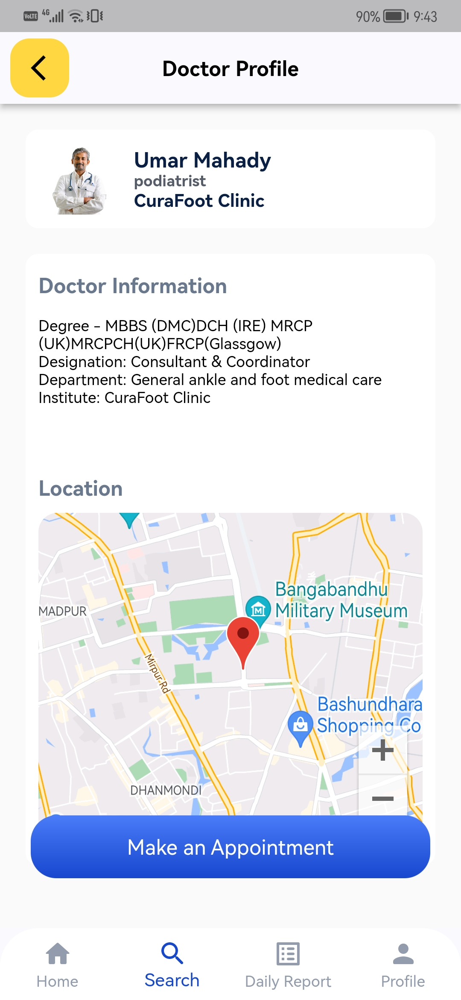 VoLTE 4G 90% 9:43
Doctor Profile
Umar Mahady
podiatrist
CuraFoot Clinic
Doctor Information
Degree - MBBS (DMC)DCH (IRE) MRCP
(UK)MRCPCH(UK)FRCP(Glassgow)
Designation: Consultant & Coordinator
Department: General ankle and foot medical care
Institute: CuraFoot Clinic
Location
Bangabandhu
Military Museum
MADPUR
Mirpur Rd
Bashundhara
Shopping Co
DHANMONDI
Make an Appointment
Home
Search
Daily Report
Profile